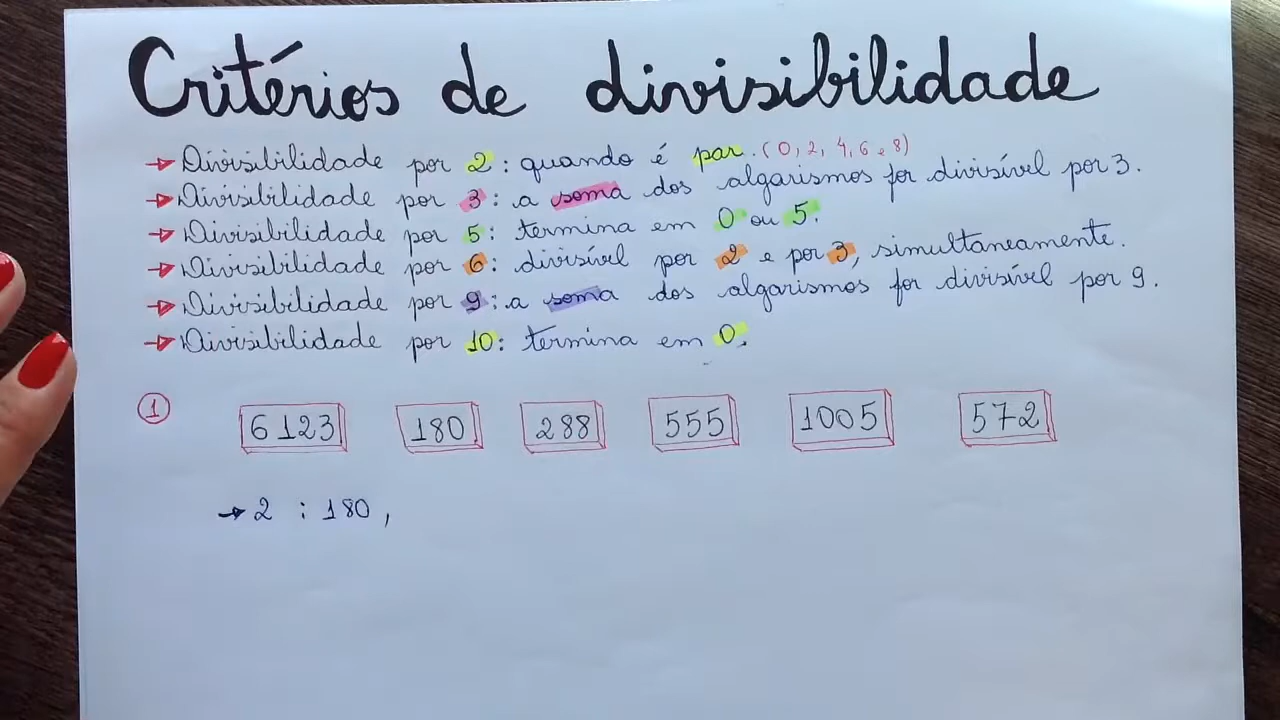 Critérios de divisibilidade
Divisibilidade por 2: quando é par. (0, 2, 4, 6 e 8)
Divisibilidade por 3: a soma dos algarismos for divisível por 3.
Divisibilidade por 5: termina em 0 ou 5.
Divisibilidade por 6: divisível por 2 e por 3, simultaneamente.
Divisibilidade por 9: a soma dos algarismos for divisível por 9.
Divisibilidade por 10: termina em 0.
1 6123 180 288 555 1005 572
→ 2 : 180,